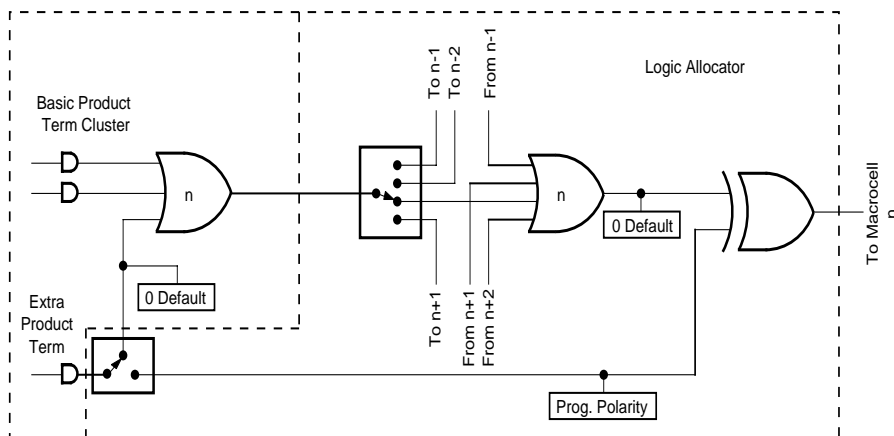 To n-1
To n-2
From n-1
Logic Allocator
Basic Product
Term Cluster
n
n
0 Default
To Macrocell
n
0 Default
Extra
Product
Term
To n+1
From n+1
From n+2
Prog. Polarity